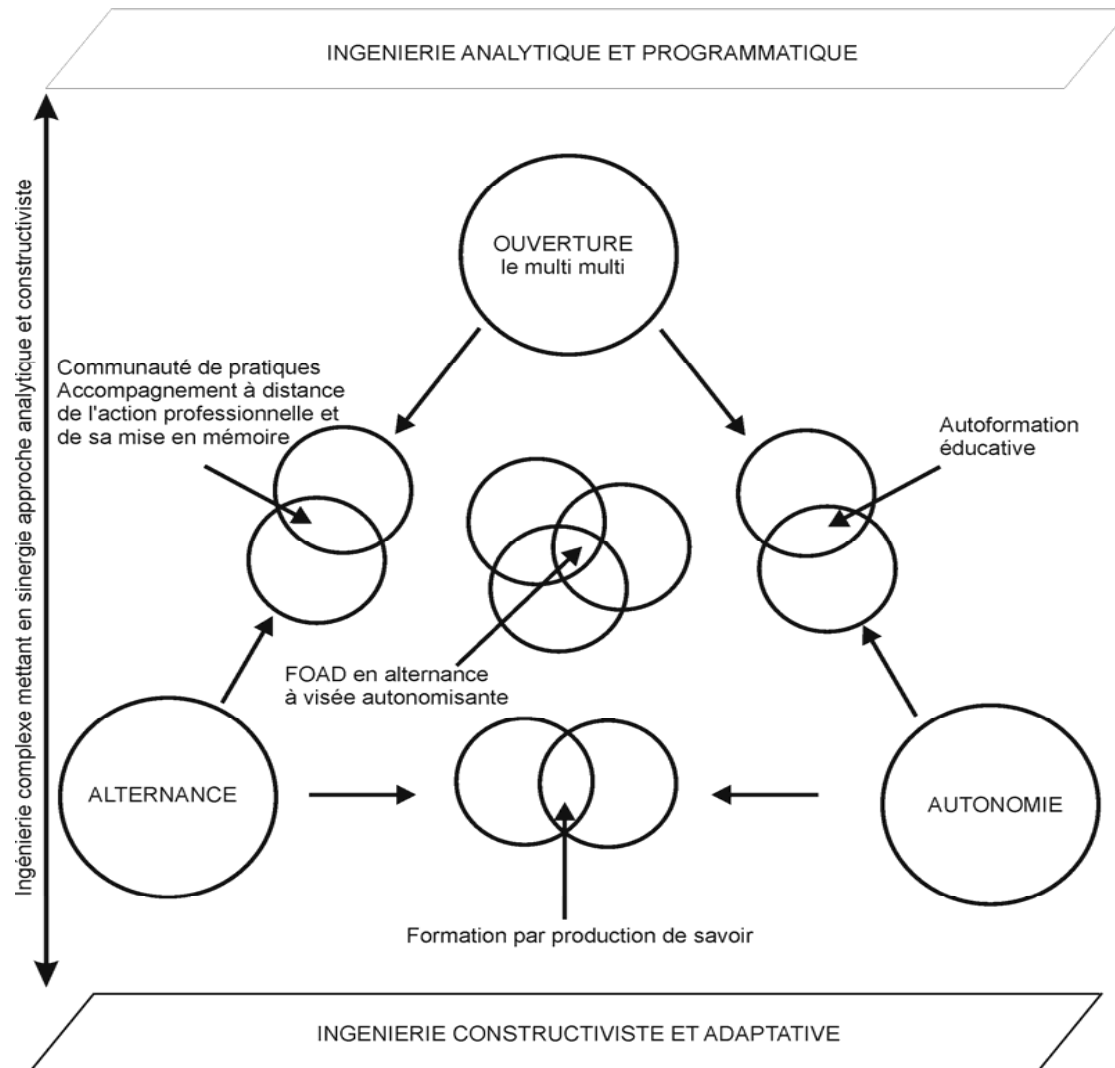 INGENIERIE ANALYTIQUE ET PROGRAMMATIQUE
Ingénierie complexe mettant en sinergie approche analytique et constructiviste
OUVERTURE
le multi multi
Communauté de pratiques
Accompagnement à distance
de l'action professionnelle et
de sa mise en mémoire
Autoformation
éducative
FOAD en alternance
à visée autonomisante
ALTERNANCE
AUTONOMIE
Formation par production de savoir
INGENIERIE CONSTRUCTIVISTE ET ADAPTATIVE